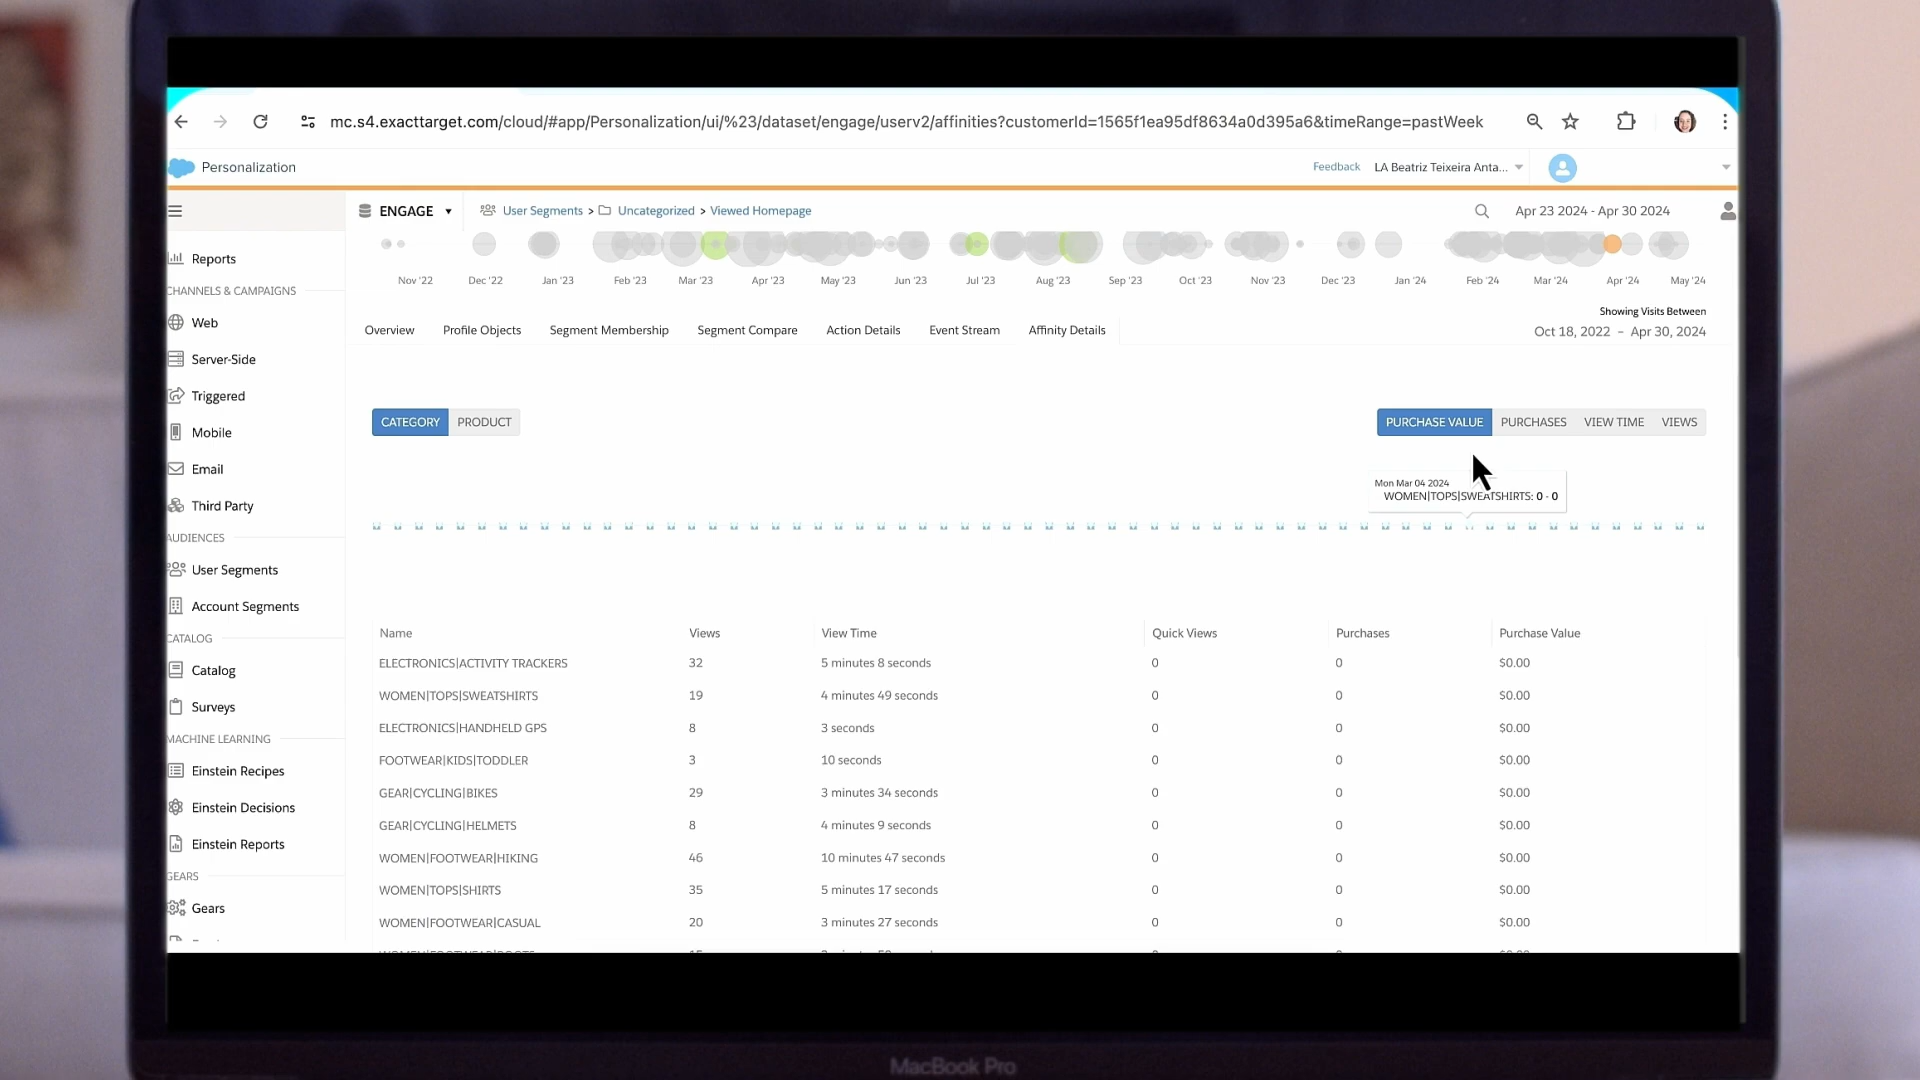 mc.s4.exacttarget.com/cloud/#app/Personalization/ui/%23/dataset/engage/userv2/affinities?customerId=1565f1ea95df8634a0d395a6&timeRange=pastWeek
Personalization
Feedback
LA Beatriz Teixeira Anta...
ENGAGE
User Segments > Uncategorized > Viewed Homepage
Apr 23 2024 - Apr 30 2024
Reports
CHANNELS & CAMPAIGNS
Web
Server-Side
Triggered
Mobile
Email
Third Party
AUDIENCES
User Segments
Account Segments
CATALOG
Catalog
Surveys
MACHINE LEARNING
Einstein Recipes
Einstein Decisions
Einstein Reports
GEARS
Gears
Nov '22 Dec '22 Jan '23 Feb '23 Mar '23 Apr '23 May '23 Jun '23 Jul '23 Aug '23 Sep '23 Oct '23 Nov '23 Dec '23 Jan '24 Feb '24 Mar '24 Apr '24 May '24
Showing Visits Between
Oct 18, 2022 – Apr 30, 2024
Overview Profile Objects Segment Membership Segment Compare Action Details Event Stream Affinity Details
CATEGORY PRODUCT
PURCHASE VALUE PURCHASES VIEW TIME VIEWS
Mon Mar 04 2024
WOMEN|TOPS|SWEATSHIRTS: 0 - 0
Name Views View Time Quick Views Purchases Purchase Value
ELECTRONICS|ACTIVITY TRACKERS 32 5 minutes 8 seconds 0 0 $0.00
WOMEN|TOPS|SWEATSHIRTS 19 4 minutes 49 seconds 0 0 $0.00
ELECTRONICS|HANDHELD GPS 8 3 seconds 0 0 $0.00
FOOTWEAR|KIDS|TODDLER 3 10 seconds 0 0 $0.00
GEAR|CYCLING|BIKES 29 3 minutes 34 seconds 0 0 $0.00
GEAR|CYCLING|HELMETS 8 4 minutes 9 seconds 0 0 $0.00
WOMEN|FOOTWEAR|HIKING 46 10 minutes 47 seconds 0 0 $0.00
WOMEN|TOPS|SHIRTS 35 5 minutes 17 seconds 0 0 $0.00
WOMEN|FOOTWEAR|CASUAL 20 3 minutes 27 seconds 0 0 $0.00
MacBook Pro